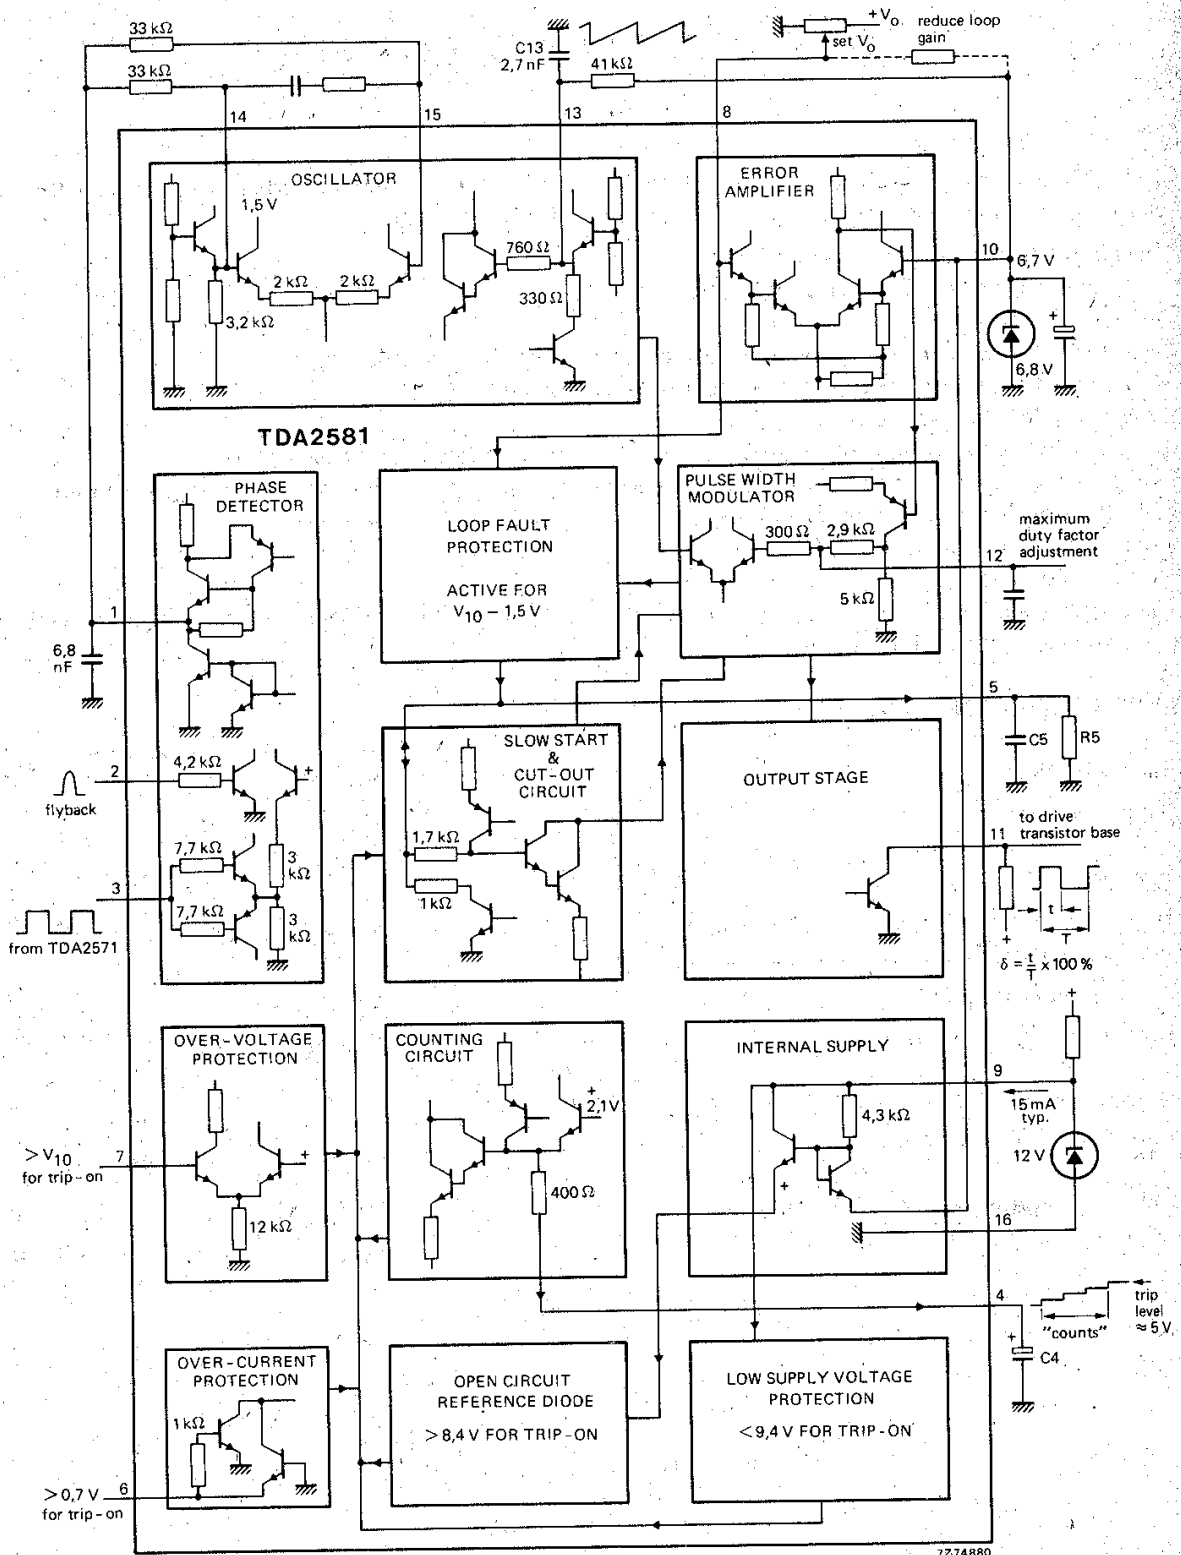 33 kΩ
33 kΩ
C13
2,7 nF
41 kΩ
+Vo
set Vo
reduce loop
gain
14
15
13
8
OSCILLATOR
1,5 V
2 kΩ
2 kΩ
3,2 kΩ
760 Ω
330 Ω
ERROR
AMPLIFIER
10
6,7 V
6,8 V
+
TDA2581
PHASE
DETECTOR
1
6,8
nF
LOOP FAULT
PROTECTION
ACTIVE FOR
V10 – 1,5 V
PULSE WIDTH
MODULATOR
300 Ω
2,9 kΩ
5 kΩ
maximum
duty factor
adjustment
12
5
C5
R5
2
flyback
4,2 kΩ
+
7,7 kΩ
3
kΩ
3
7,7 kΩ
3
kΩ
from TDA2571
SLOW START
&
CUT-OUT
CIRCUIT
1,7 kΩ
1kΩ
OUTPUT STAGE
to drive
transistor base
11
t
T
+
δ = t/T x 100 %
OVER-VOLTAGE
PROTECTION
> V10
for trip-on
7
+
12 kΩ
COUNTING
CIRCUIT
+
2,1V
400 Ω
INTERNAL SUPPLY
4,3 kΩ
+
9
+
15 mA
typ.
12 V
16
4
trip
level
≈ 5 V
"counts"
+
C4
OVER-CURRENT
PROTECTION
1 kΩ
> 0,7 V
for trip-on
6
OPEN CIRCUIT
REFERENCE DIODE
> 8,4 V FOR TRIP-ON
LOW SUPPLY VOLTAGE
PROTECTION
< 9,4 V FOR TRIP-ON
7Z74880